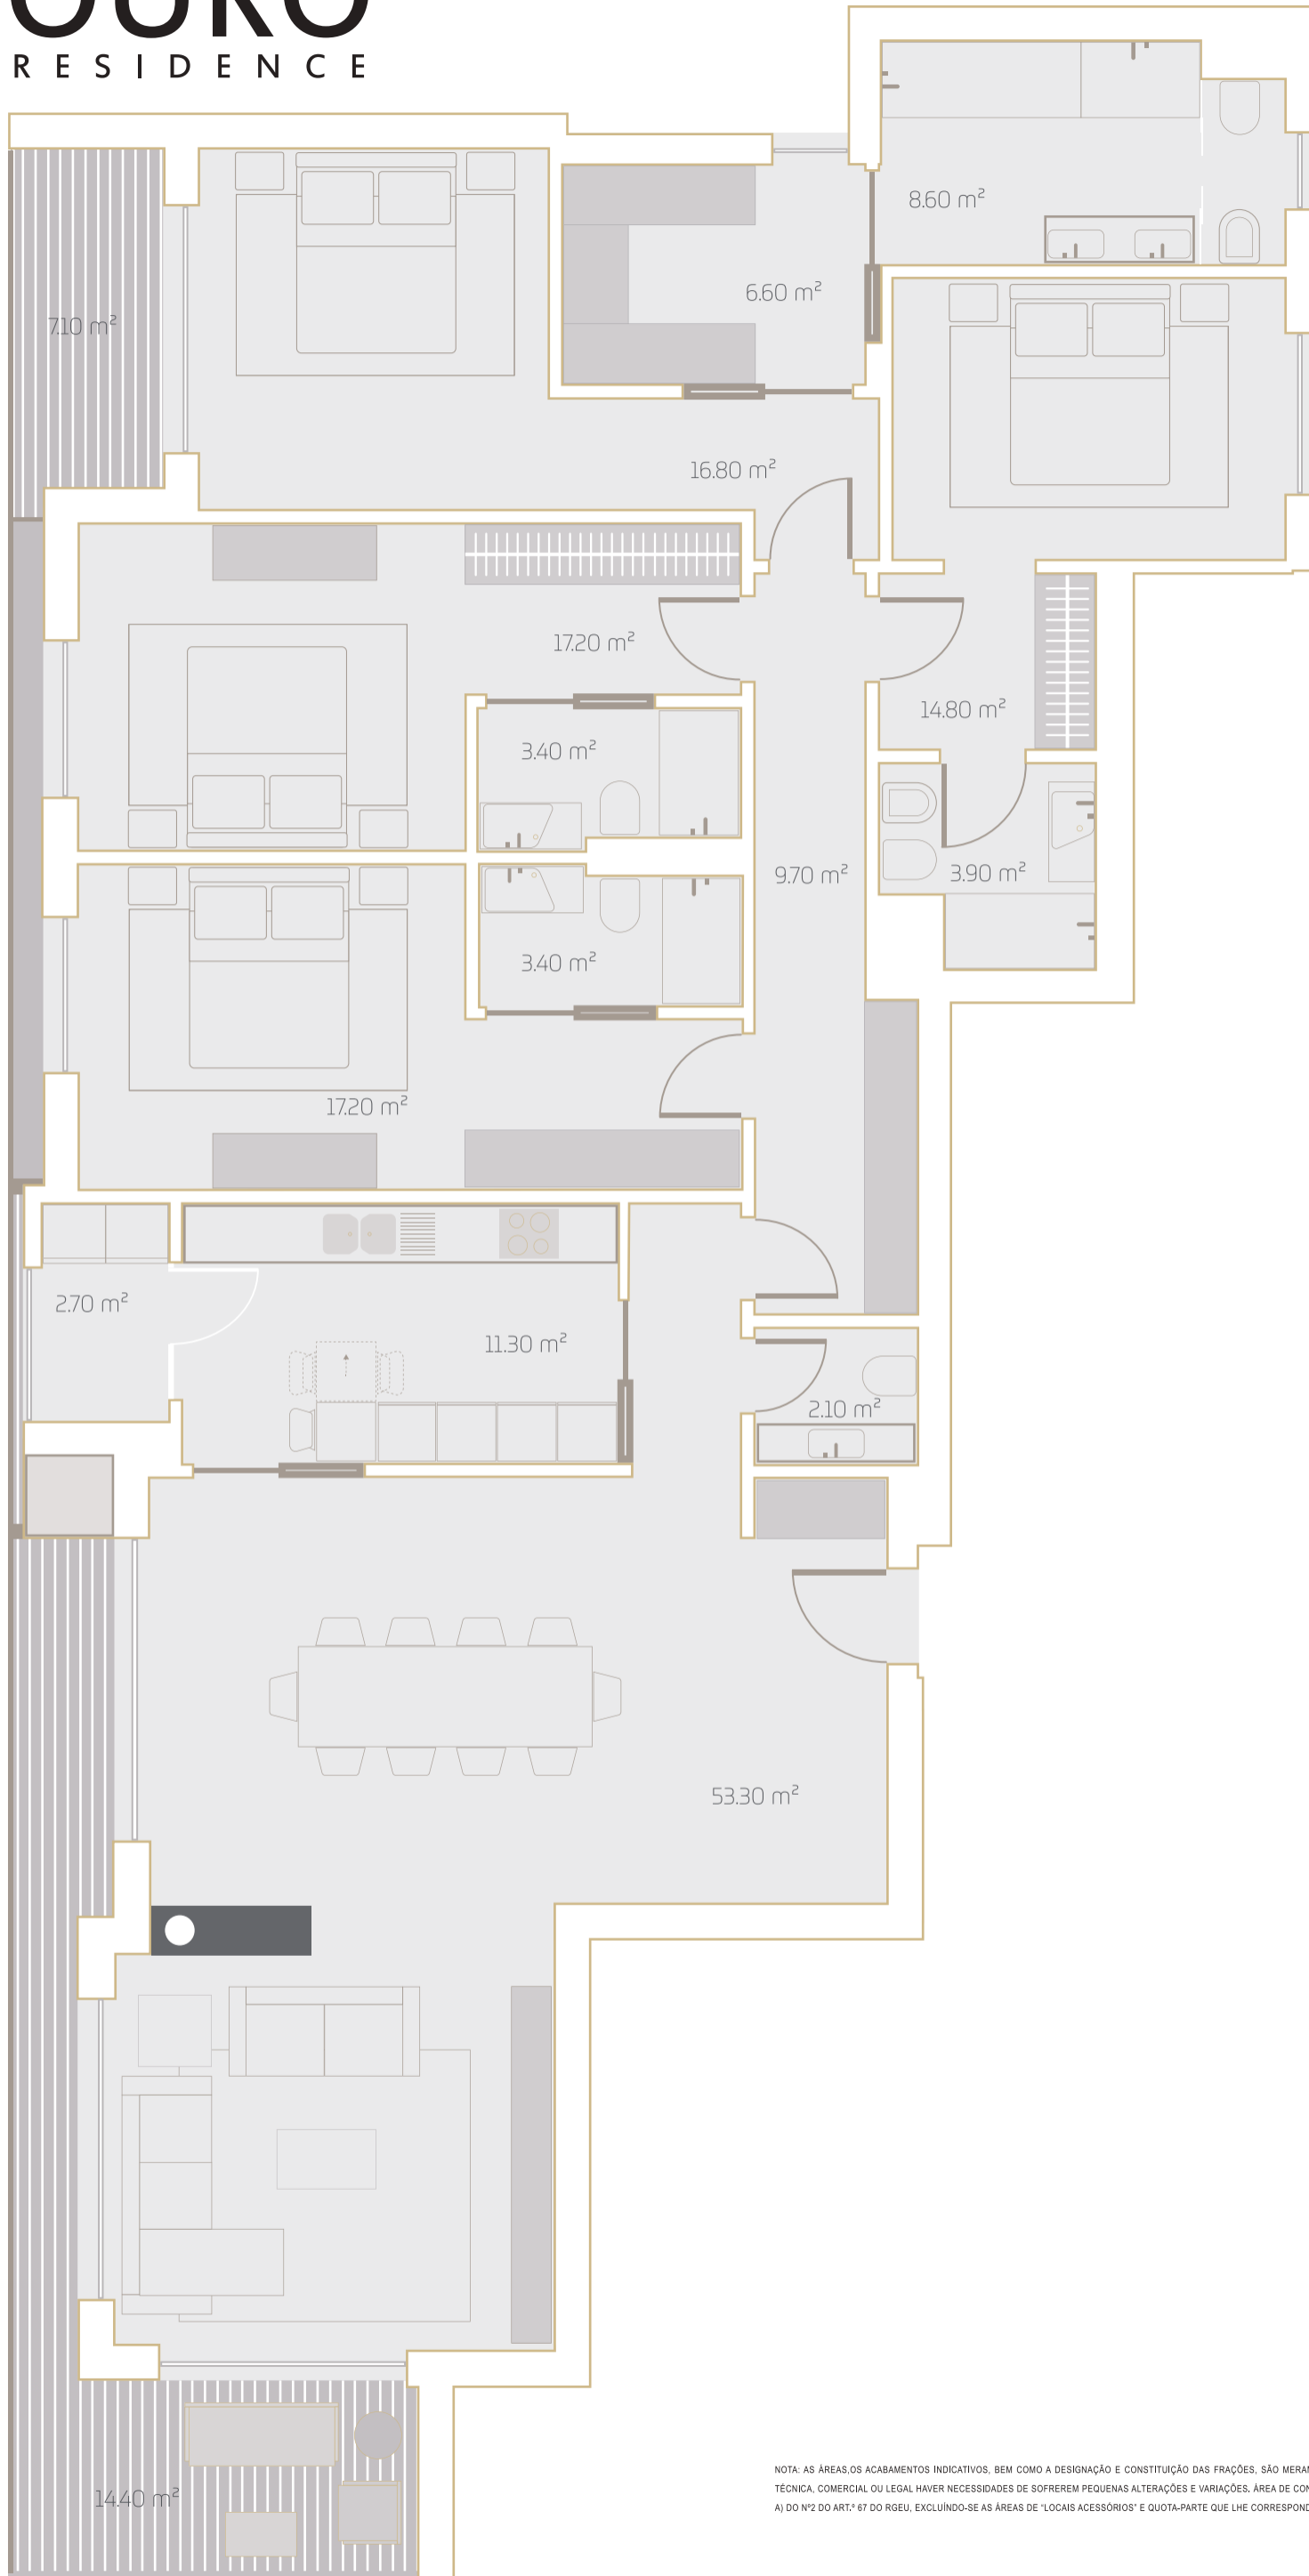 OURO
RESIDENCE
8.60 m²
6.60 m²
7.10 m²
16.80 m²
17.20 m²
14.80 m²
3.40 m²
9.70 m²
3.90 m²
3.40 m²
17.20 m²
2.70 m²
11.30 m²
2.10 m²
53.30 m²
14.40 m²
NOTA: AS ÁREAS,OS ACABAMENTOS INDICATIVOS, BEM COMO A DESIGNAÇÃO E CONSTITUIÇÃO DAS FRAÇÕES, SÃO
TÉCNICA, COMERCIAL OU LEGAL HAVER NECESSIDADES DE SOFREREM PEQUENAS ALTERAÇÕES E VARIAÇÕES. ÁREA DE
A) DO Nº2 DO ART.º 67 DO RGEU, EXCLUÍNDO-SE AS ÁREAS DE "LOCAIS ACESSÓRIOS" E QUOTA-PARTE QUE LHE